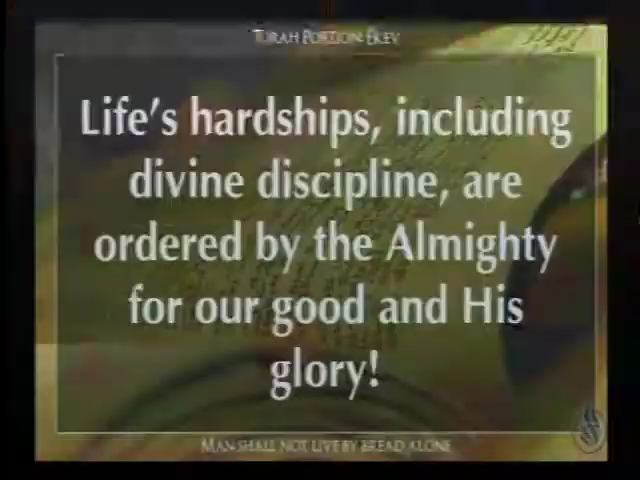 TORAH PORTION EKEV
Life's hardships, including
divine discipline, are
ordered by the Almighty
for our good and His
glory!
MAN SHALL NOT LIVE BY BREAD ALONE